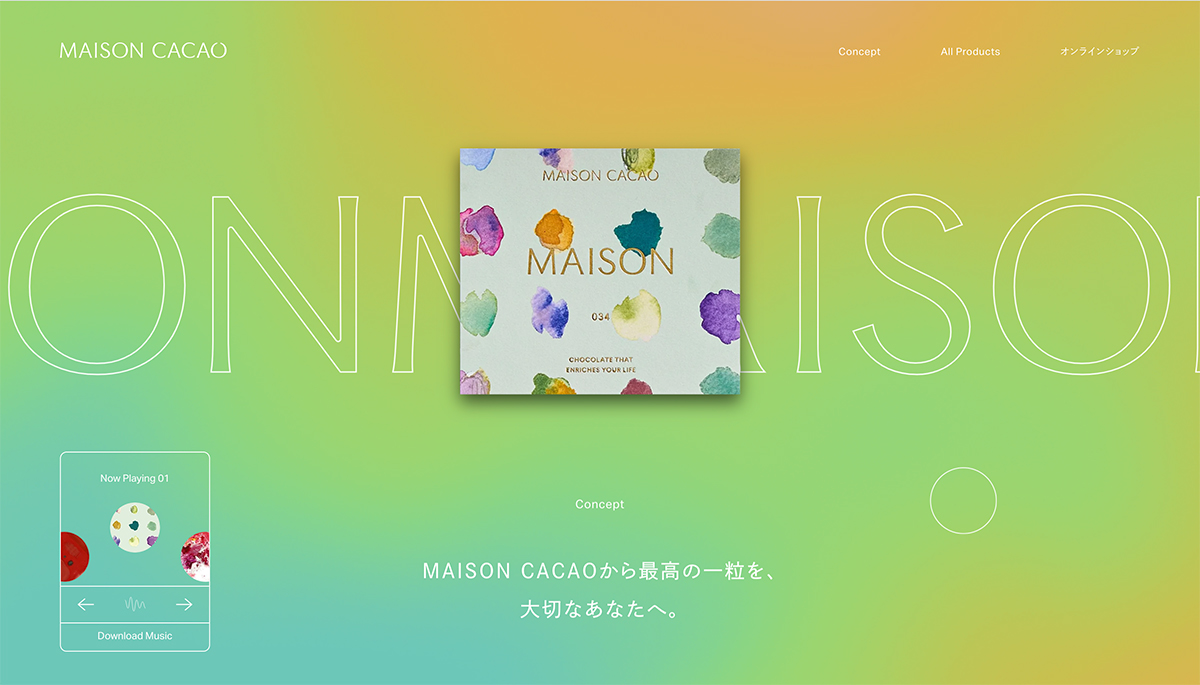 MAISON CACAO
Concept
All Products
オンラインショップ
ONMAISO
MAISON CACAO
MAISON
034
CHOCOLATE THAT
ENRICHES YOUR LIFE
Now Playing 01
Download Music
Concept
MAISON CACAOから最高の一粒を、
大切なあなたへ。